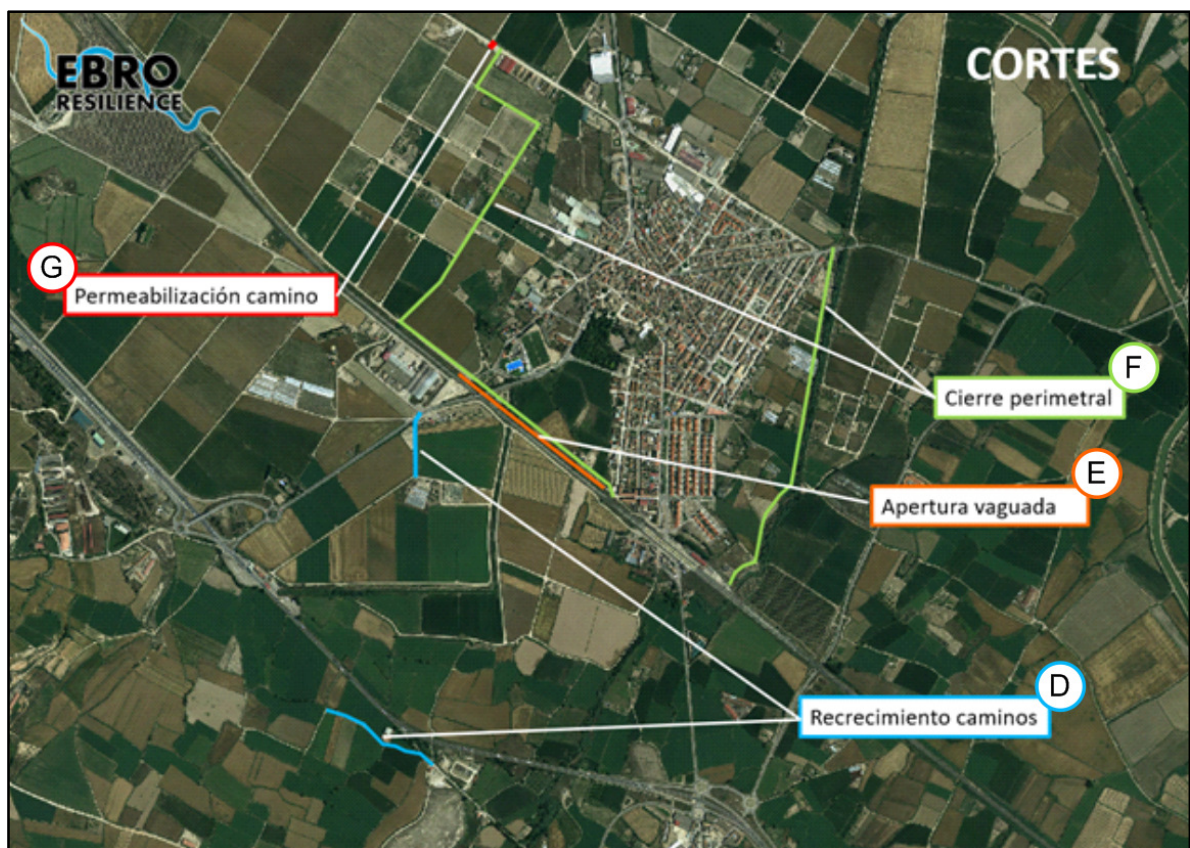 EBRO
RESILIENCE
CORTES
G
Permeabilización camino
F
Cierre perimetral
E
Apertura vaguada
D
Recrecimiento caminos